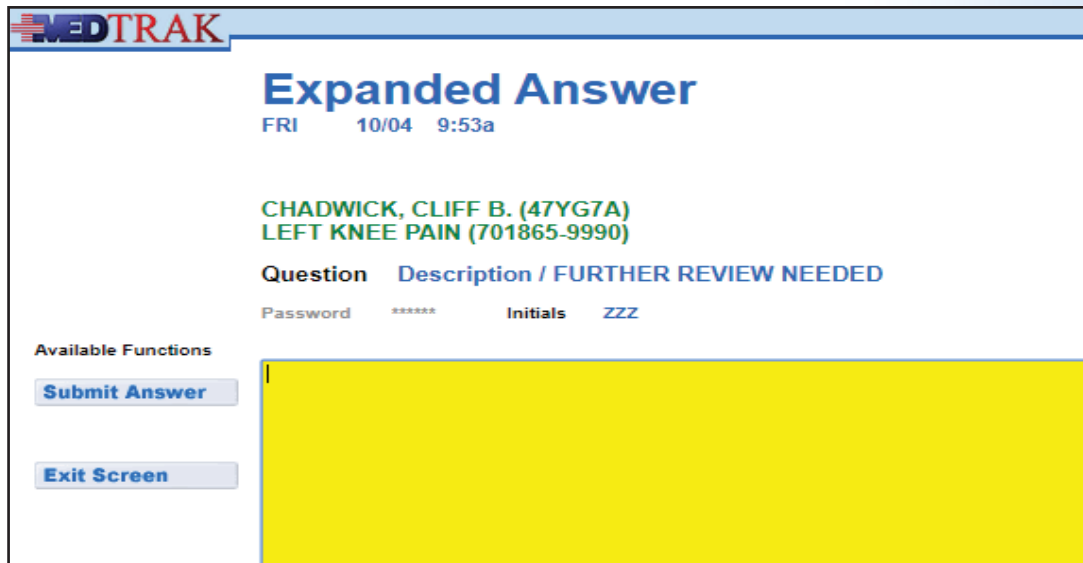 MEDTRAK
Expanded Answer
FRI 10/04 9:53a
CHADWICK, CLIFF B. (47YG7A)
LEFT KNEE PAIN (701865-9990)
Question Description / FURTHER REVIEW NEEDED
Password ****** Initials ZZZ
Available Functions
Submit Answer
Exit Screen